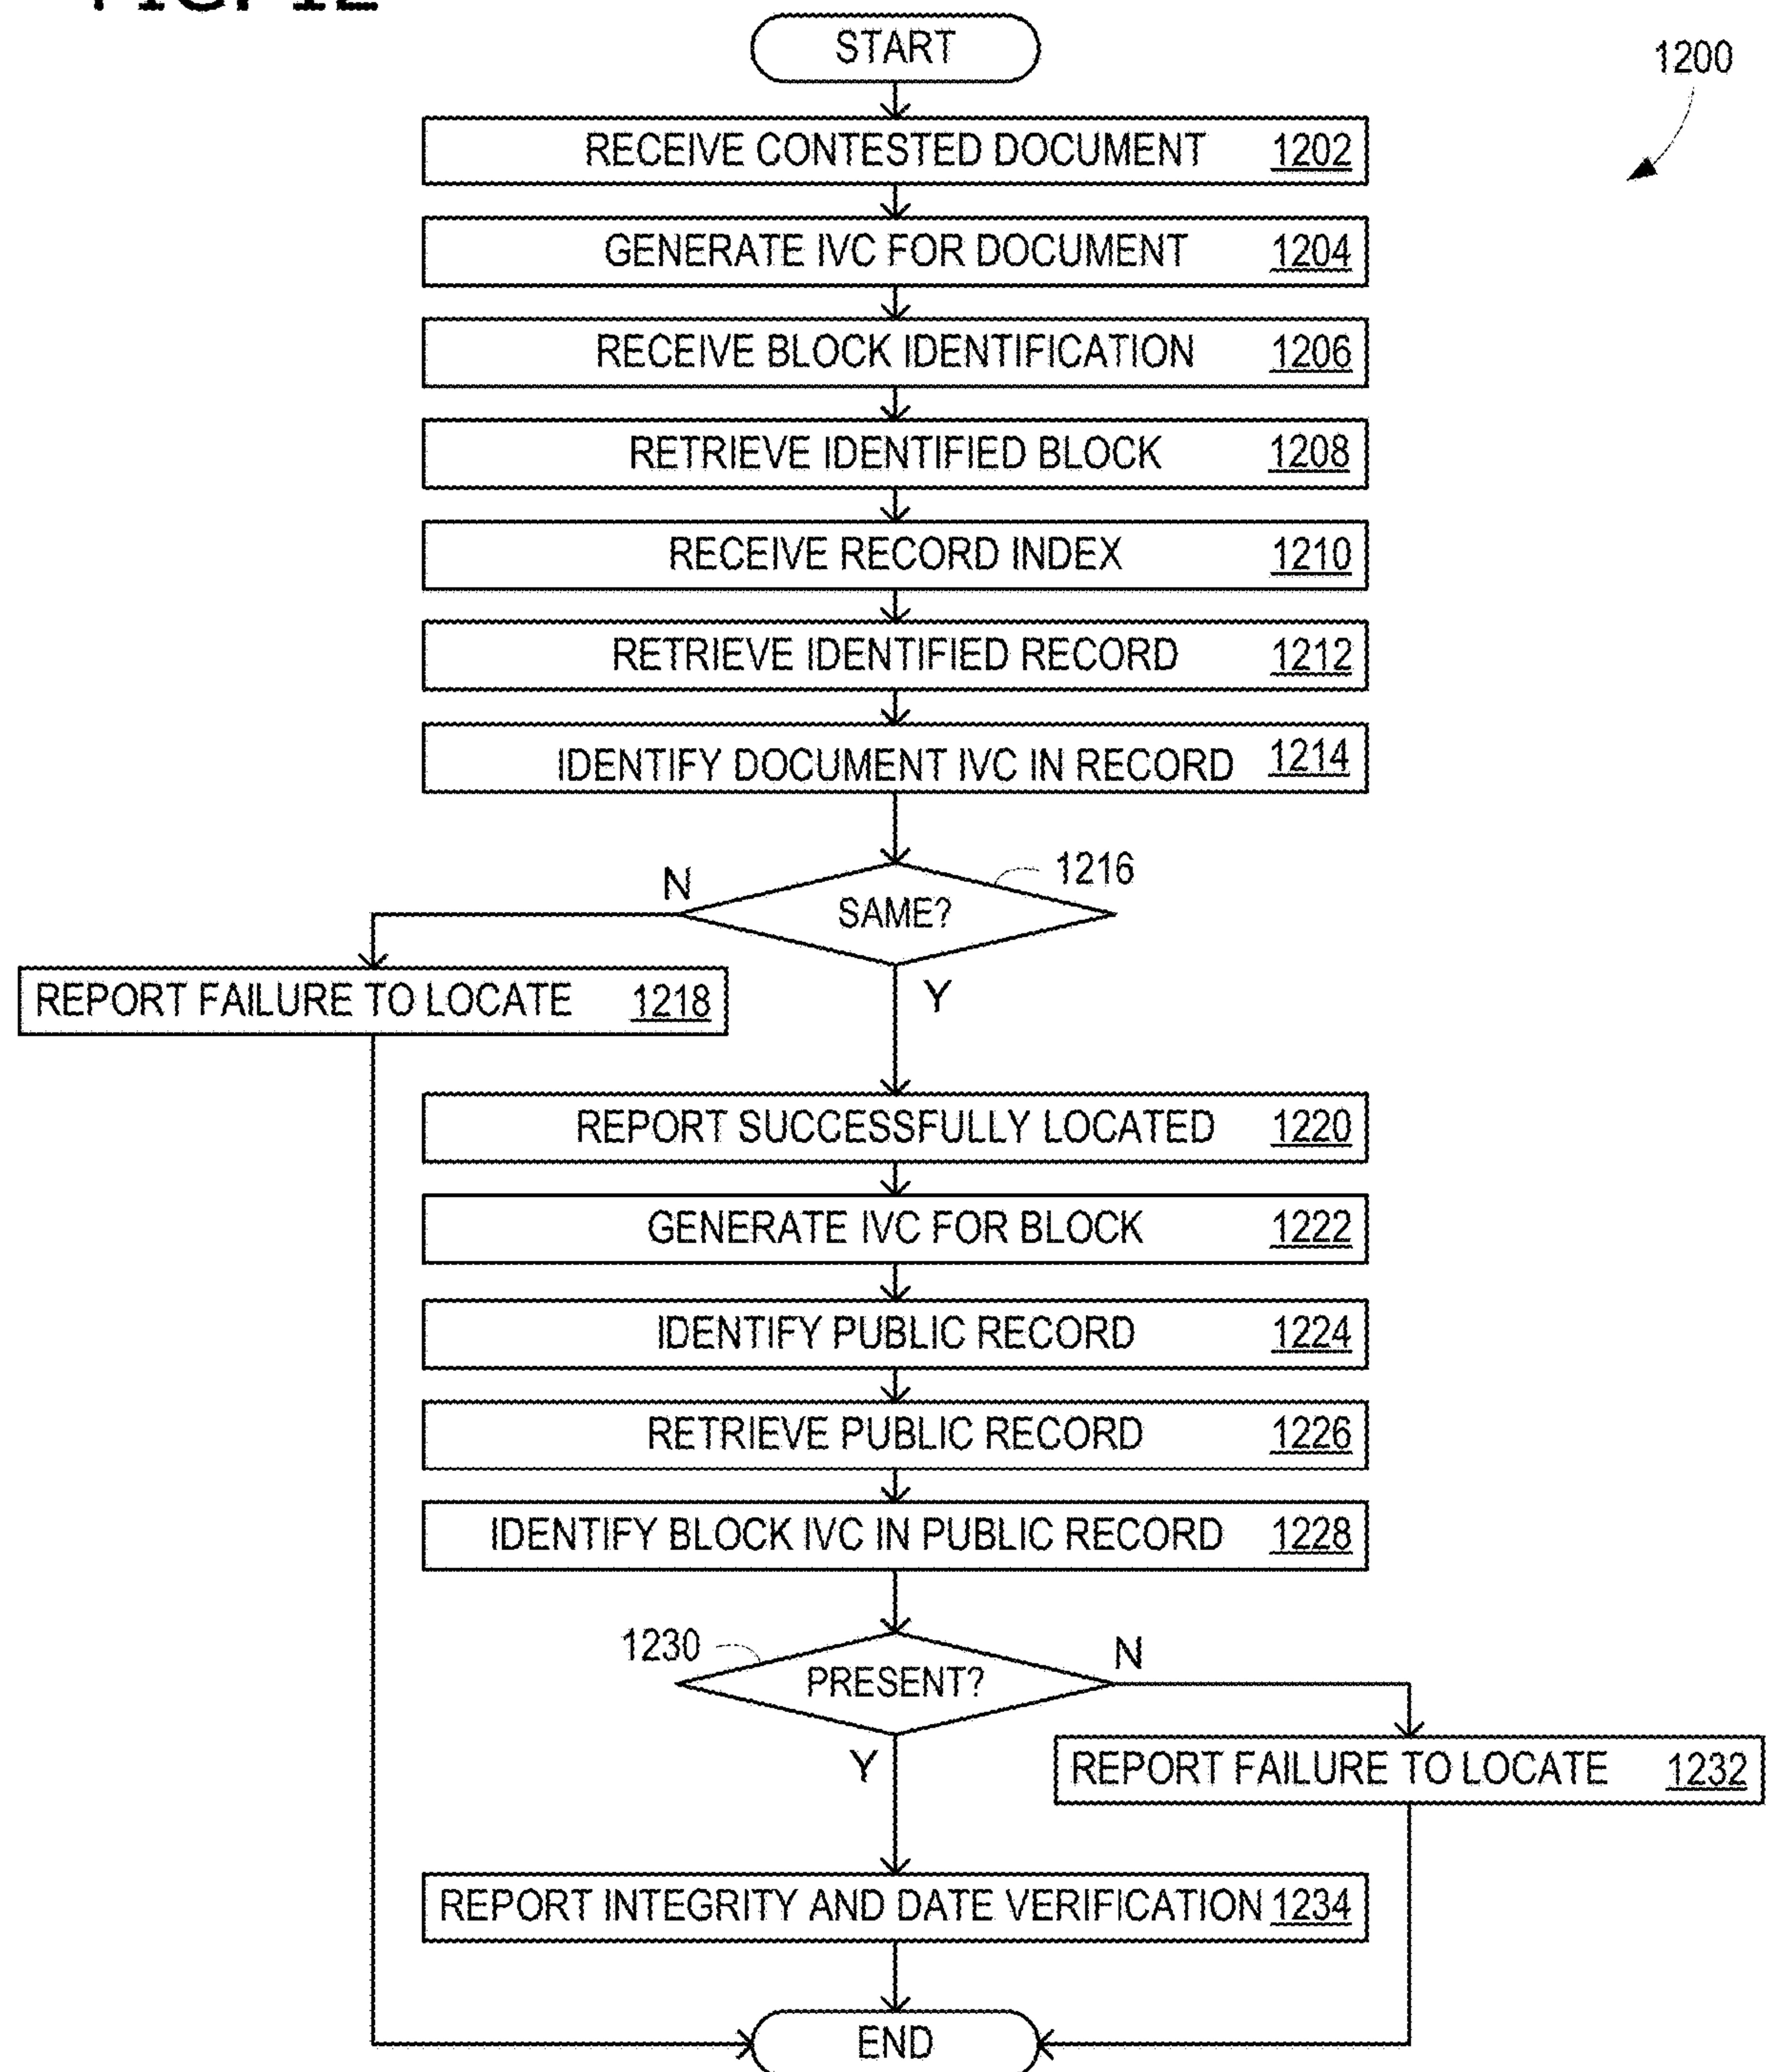 START
1200
RECEIVE CONTESTED DOCUMENT 1202
GENERATE IVC FOR DOCUMENT 1204
RECEIVE BLOCK IDENTIFICATION 1206
RETRIEVE IDENTIFIED BLOCK 1208
RECEIVE RECORD INDEX 1210
RETRIEVE IDENTIFIED RECORD 1212
IDENTIFY DOCUMENT IVC IN RECORD 1214
1216
N
SAME?
Y
REPORT FAILURE TO LOCATE 1218
REPORT SUCCESSFULLY LOCATED 1220
GENERATE IVC FOR BLOCK 1222
IDENTIFY PUBLIC RECORD 1224
RETRIEVE PUBLIC RECORD 1226
IDENTIFY BLOCK IVC IN PUBLIC RECORD 1228
1230
N
PRESENT?
Y
REPORT FAILURE TO LOCATE 1232
REPORT INTEGRITY AND DATE VERIFICATION 1234
END